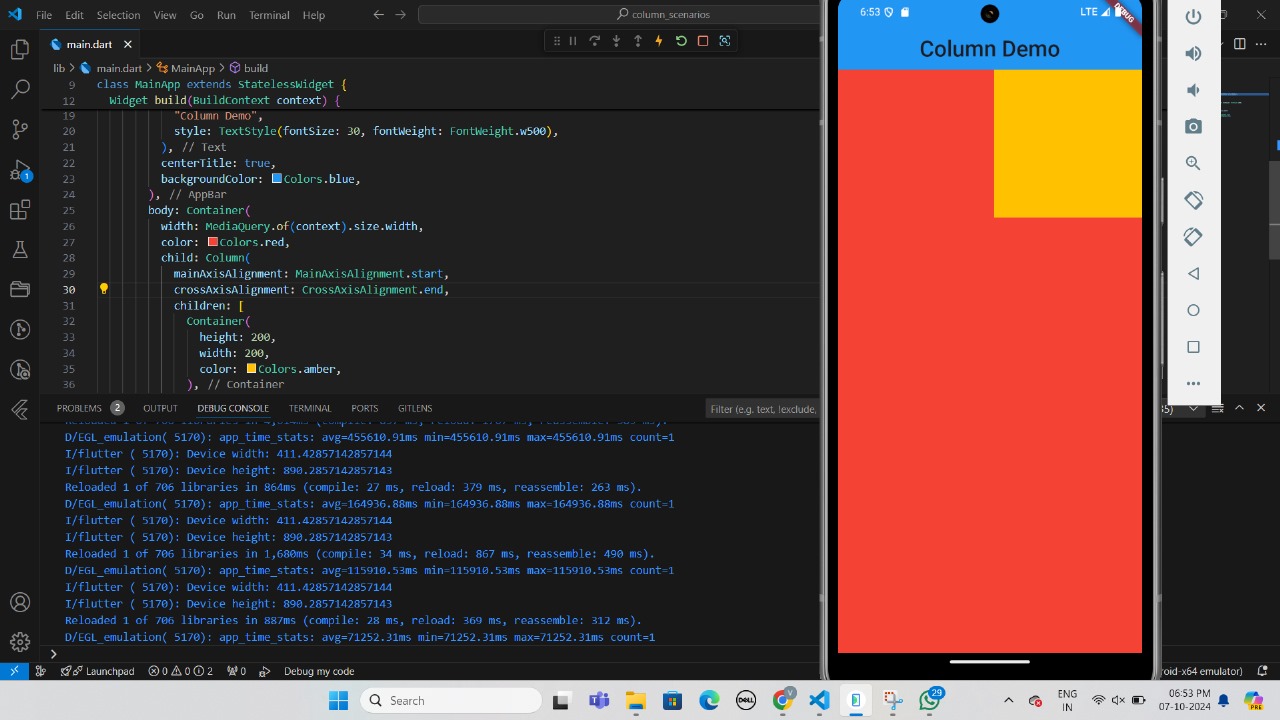 File Edit Selection View Go Run Terminal Help
column_scenarios
main.dart
lib > main.dart > MainApp > build
9 class MainApp extends StatelessWidget {
12 Widget build(BuildContext context) {
19 "Column Demo",
20 style: TextStyle(fontSize: 30, fontWeight: FontWeight.w500),
21 ), // Text
22 centerTitle: true,
23 backgroundColor: Colors.blue,
24 ), // AppBar
25 body: Container(
26 width: MediaQuery.of(context).size.width,
27 color: Colors.red,
28 child: Column(
29 mainAxisAlignment: MainAxisAlignment.start,
30 crossAxisAlignment: CrossAxisAlignment.end,
31 children: [
32 Container(
33 height: 200,
34 width: 200,
35 color: Colors.amber,
36 ), // Container
1
PROBLEMS 2 OUTPUT DEBUG CONSOLE TERMINAL PORTS GITLENS
Filter (e.g. text, !exclude,
D/EGL_emulation( 5170): app_time_stats: avg=455610.91ms min=455610.91ms max=455610.91ms count=1
I/flutter ( 5170): Device width: 411.42857142857144
I/flutter ( 5170): Device height: 890.2857142857143
Reloaded 1 of 706 libraries in 864ms (compile: 27 ms, reload: 379 ms, reassemble: 263 ms).
D/EGL_emulation( 5170): app_time_stats: avg=164936.88ms min=164936.88ms max=164936.88ms count=1
I/flutter ( 5170): Device width: 411.42857142857144
I/flutter ( 5170): Device height: 890.2857142857143
Reloaded 1 of 706 libraries in 1,680ms (compile: 34 ms, reload: 867 ms, reassemble: 490 ms).
D/EGL_emulation( 5170): app_time_stats: avg=115910.53ms min=115910.53ms max=115910.53ms count=1
I/flutter ( 5170): Device width: 411.42857142857144
I/flutter ( 5170): Device height: 890.2857142857143
Reloaded 1 of 706 libraries in 887ms (compile: 28 ms, reload: 369 ms, reassemble: 312 ms).
D/EGL_emulation( 5170): app_time_stats: avg=71252.31ms min=71252.31ms max=71252.31ms count=1
>
Launchpad 0 0 2 0 Debug my code
oid-x64 emulator)
6:53 LTE
DEBUG
Column Demo
Search
DELL
V
29
ENG
IN
06:53 PM
07-10-2024
PRE